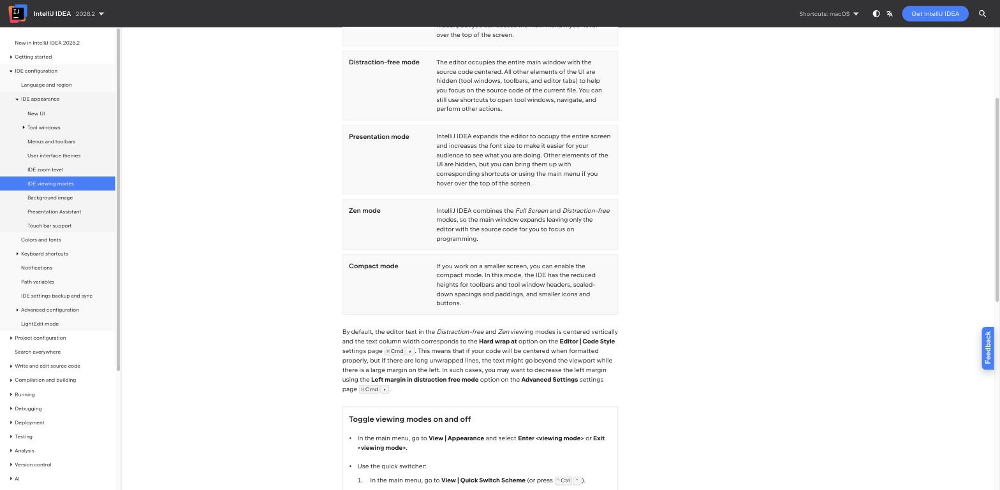 IntelliJ IDEA 2026.2
Shortcuts: macOS
Get IntelliJ IDEA
New in IntelliJ IDEA 2026.2
Getting started
IDE configuration
Language and region
IDE appearance
New UI
Tool windows
Menus and toolbars
User interface themes
IDE zoom level
IDE viewing modes
Background image
Presentation Assistant
Touch bar support
Colors and fonts
Keyboard shortcuts
Notifications
Path variables
IDE settings backup and sync
Advanced configuration
LightEdit mode
Project configuration
Search everywhere
Write and edit source code
Compilation and building
Running
Debugging
Deployment
Testing
Analysis
Version control
AI
over the top of the screen.
Distraction-free mode
The editor occupies the entire main window with the
source code centered. All other elements of the UI are
hidden (tool windows, toolbars, and editor tabs) to help
you focus on the source code of the current file. You can
still use shortcuts to open tool windows, navigate, and
perform other actions.
Presentation mode
IntelliJ IDEA expands the editor to occupy the entire screen
and increases the font size to make it easier for your
audience to see what you are doing. Other elements of the
UI are hidden, but you can bring them up with
corresponding shortcuts or using the main menu if you
hover over the top of the screen.
Zen mode
IntelliJ IDEA combines the Full Screen and Distraction-free
modes, so the main window expands leaving only the
editor with the source code for you to focus on
programming.
Compact mode
If you work on a smaller screen, you can enable the
compact mode. In this mode, the IDE has the reduced
heights for toolbars and tool window headers, scaled-
down spacings and paddings, and smaller icons and
buttons.
By default, the editor text in the Distraction-free and Zen viewing modes is centered vertically
and the text column width corresponds to the Hard wrap at option on the Editor | Code Style
settings page ⌘ Cmd , . This means that if your code will be centered when formatted
properly, but if there are long unwrapped lines, the text might go beyond the viewport while
there is a large margin on the left. In such cases, you may want to decrease the left margin
using the Left margin in distraction free mode option on the Advanced Settings settings
page ⌘ Cmd , .
Toggle viewing modes on and off
• In the main menu, go to View | Appearance and select Enter <viewing mode> or Exit
<viewing mode>.
• Use the quick switcher:
1. In the main menu, go to View | Quick Switch Scheme (or press ⌃ Ctrl ` ).
Feedback